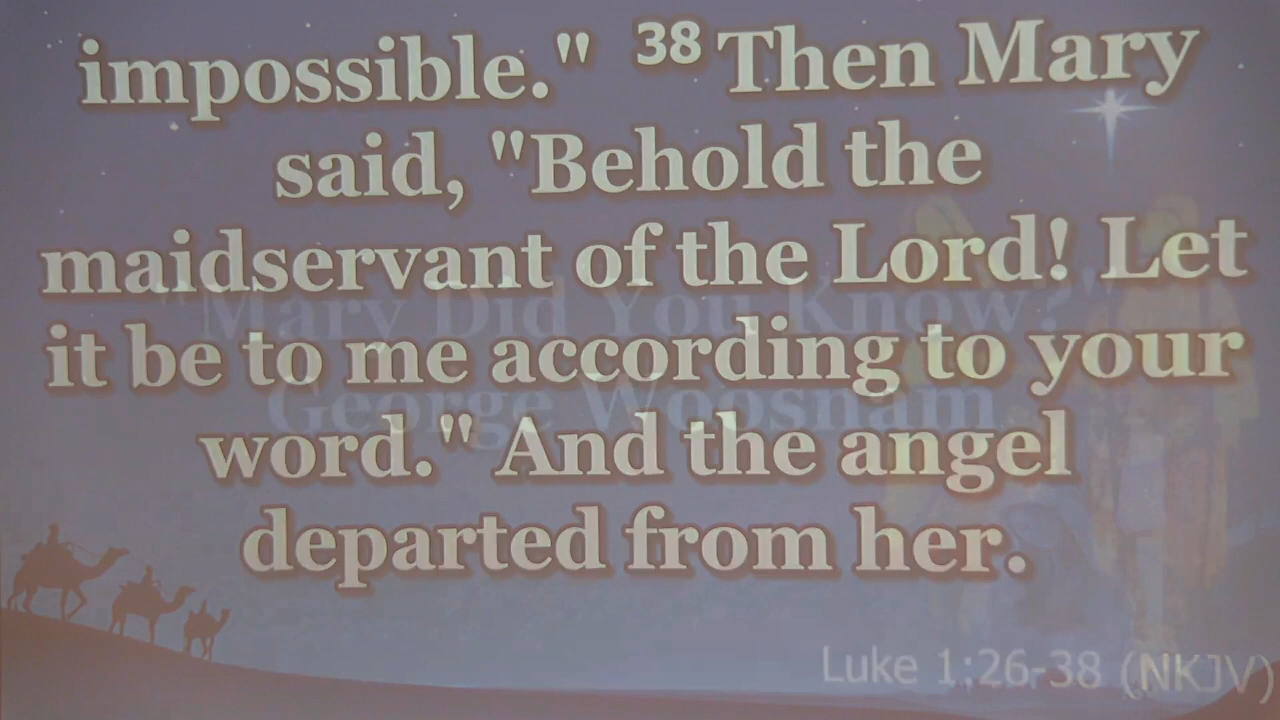 impossible." 38 Then Mary
said, "Behold the
maidservant of the Lord! Let
"Mary Did You Know?"
it be to me according to your
George Woosnam
word." And the angel
departed from her.
Luke 1:26-38 (NKJV)